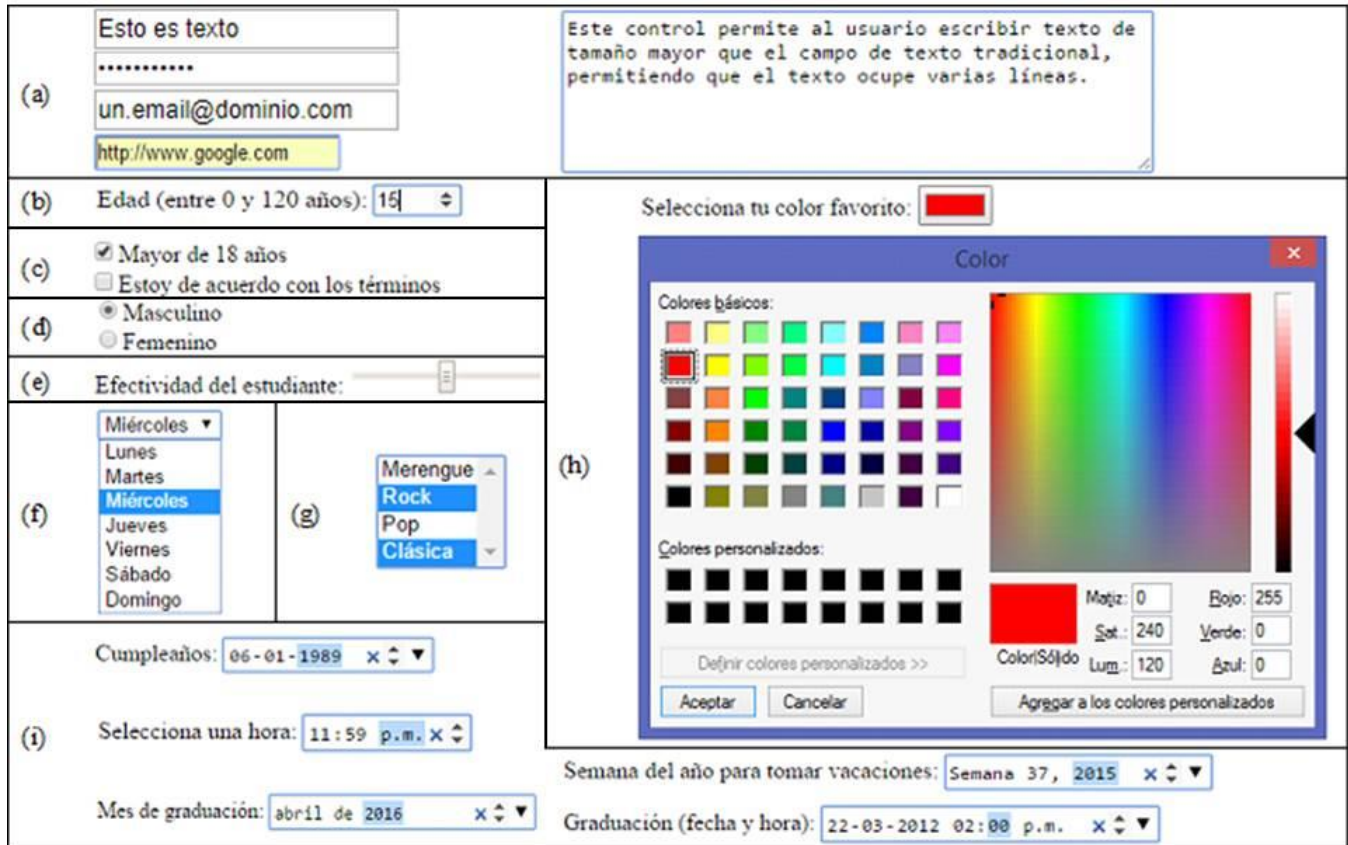 (a)
Esto es texto
•••••••••••
un.email@dominio.com
http://www.google.com
Este control permite al usuario escribir texto de
tamaño mayor que el campo de texto tradicional,
permitiendo que el texto ocupe varias líneas.
(b)
Edad (entre 0 y 120 años): 15
(c)
Mayor de 18 años
Estoy de acuerdo con los términos
(d)
Masculino
Femenino
(e)
Efectividad del estudiante:
(f)
Miércoles
Lunes
Martes
Miércoles
Jueves
Viernes
Sábado
Domingo
(g)
Merengue
Rock
Pop
Clásica
(h)
Selecciona tu color favorito:
Color
Colores básicos:
Colores personalizados:
Definir colores personalizados >>
Aceptar
Cancelar
Color|Sólido
Matiz: 0
Sat.: 240
Lum.: 120
Rojo: 255
Verde: 0
Azul: 0
Agregar a los colores personalizados
(i)
Cumpleaños: 06-01-1989
Selecciona una hora: 11:59 p.m.
Mes de graduación: abril de 2016
Semana del año para tomar vacaciones: Semana 37, 2015
Graduación (fecha y hora): 22-03-2012 02:00 p.m.